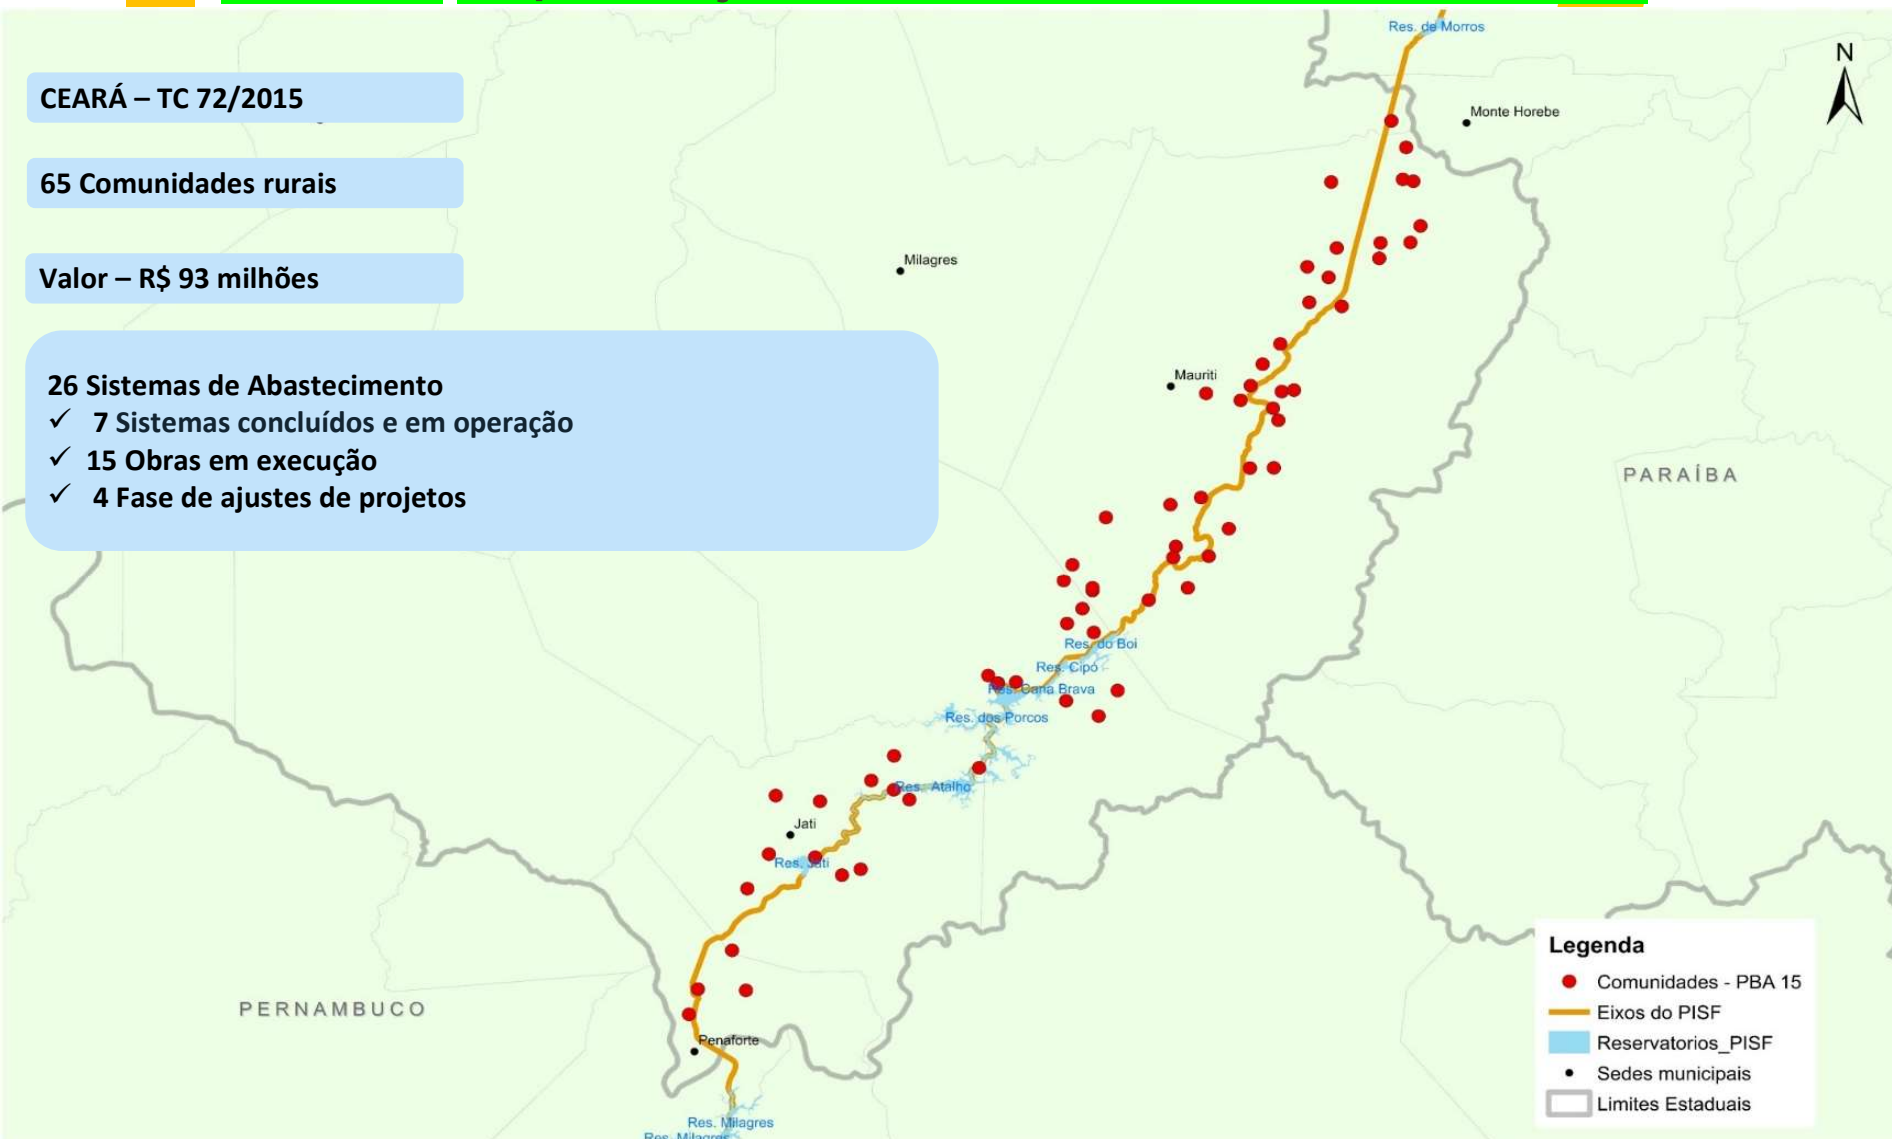 Res. de Morros
N
CEARÁ – TC 72/2015
Monte Horebe
65 Comunidades rurais
Milagres
Valor – R$ 93 milhões
26 Sistemas de Abastecimento
✓ 7 Sistemas concluídos e em operação
✓ 15 Obras em execução
✓ 4 Fase de ajustes de projetos
Mauriti
PARAÍBA
Res. do Boi
Res. Cipó
Res. Cana Brava
Res. dos Porcos
Res. Atalho
Jati
Res. Jati
PERNAMBUCO
Penaforte
Res. Milagres
Res. Milagres
Legenda
Comunidades - PBA 15
Eixos do PISF
Reservatorios_PISF
Sedes municipais
Limites Estaduais